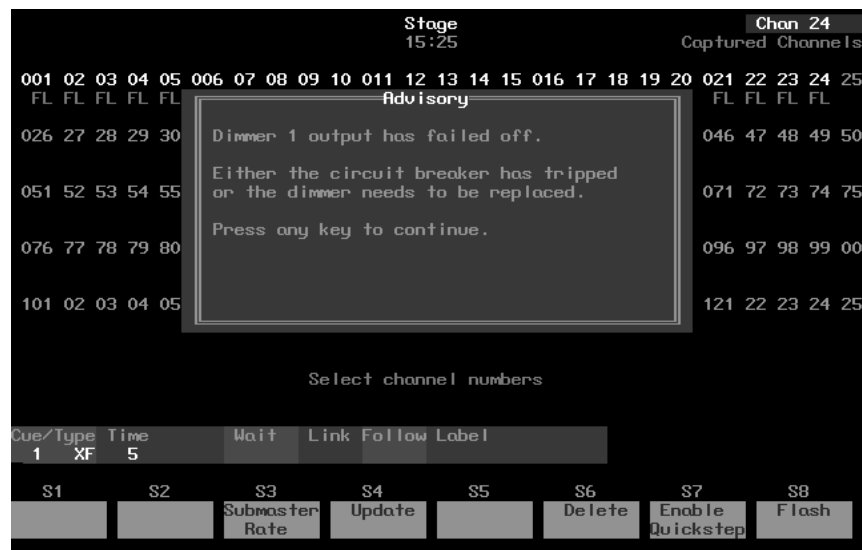 Stage
Chan 24
15:25
Captured Channels
001 02 03 04 05 006 07 08 09 10 011 12 13 14 15 016 17 18 19 20 021 22 23 24 25
FL FL FL FL FL FL FL FL FL
Advisory
026 27 28 29 30
Dimmer 1 output has failed off.
046 47 48 49 50
Either the circuit breaker has tripped
051 52 53 54 55
or the dimmer needs to be replaced.
071 72 73 74 75
Press any key to continue.
076 77 78 79 80
096 97 98 99 00
101 02 03 04 05
121 22 23 24 25
Select channel numbers
Cue/Type Time Wait Link Follow Label
1 XF 5
S1 S2 S3 S4 S5 S6 S7 S8
Submaster Update Delete Enable Flash
Rate Quickstep